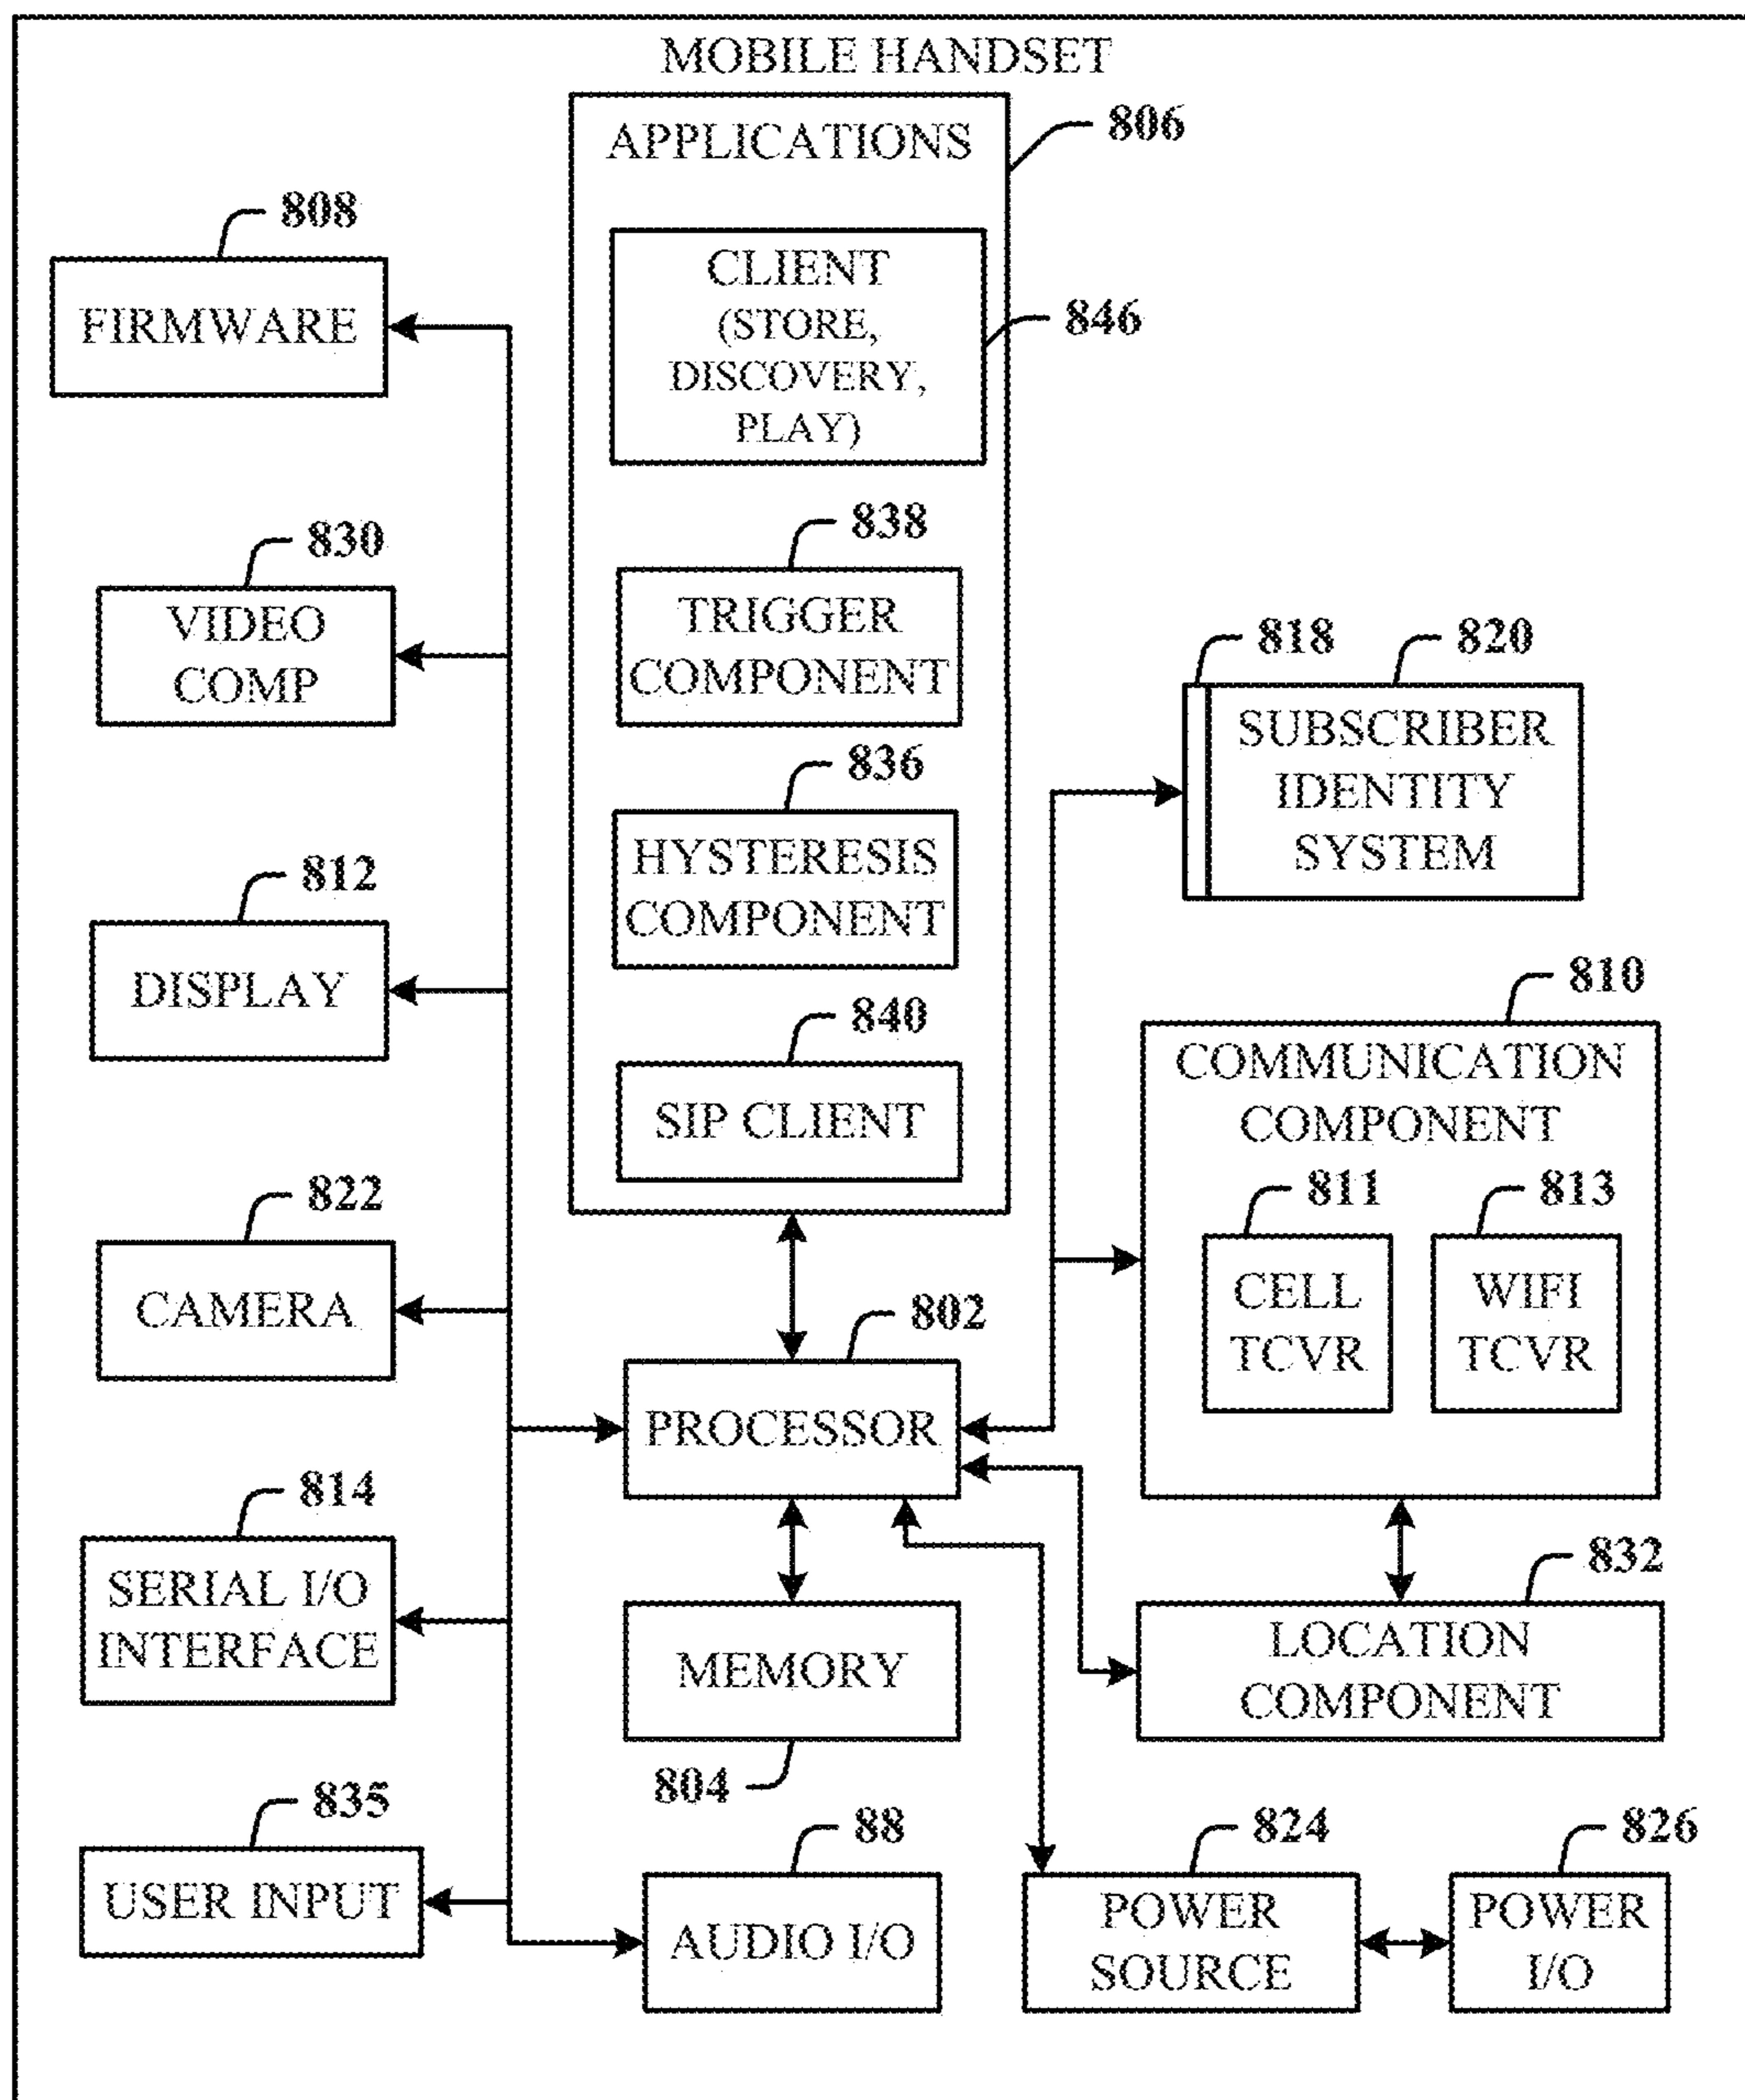 MOBILE HANDSET
806
APPLICATIONS
808
FIRMWARE
CLIENT
(STORE,
DISCOVERY,
PLAY)
846
830
VIDEO
COMP
838
TRIGGER
COMPONENT
818
820
SUBSCRIBER
IDENTITY
SYSTEM
836
HYSTERESIS
COMPONENT
812
DISPLAY
840
SIP CLIENT
810
COMMUNICATION
COMPONENT
811
CELL
TCVR
813
WIFI
TCVR
822
CAMERA
802
PROCESSOR
814
SERIAL I/O
INTERFACE
MEMORY
804
832
LOCATION
COMPONENT
835
USER INPUT
88
AUDIO I/O
824
POWER
SOURCE
826
POWER
I/O